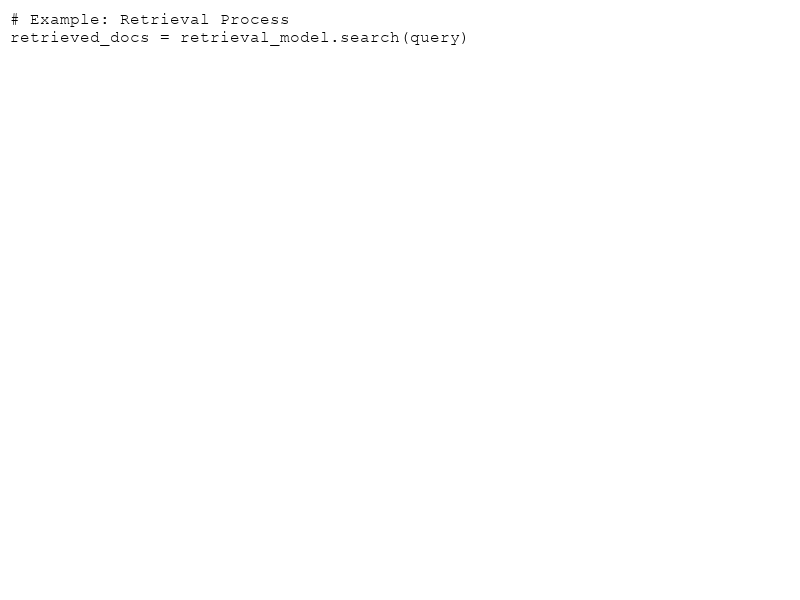 # Example: Retrieval Process
retrieved_docs = retrieval_model.search(query)